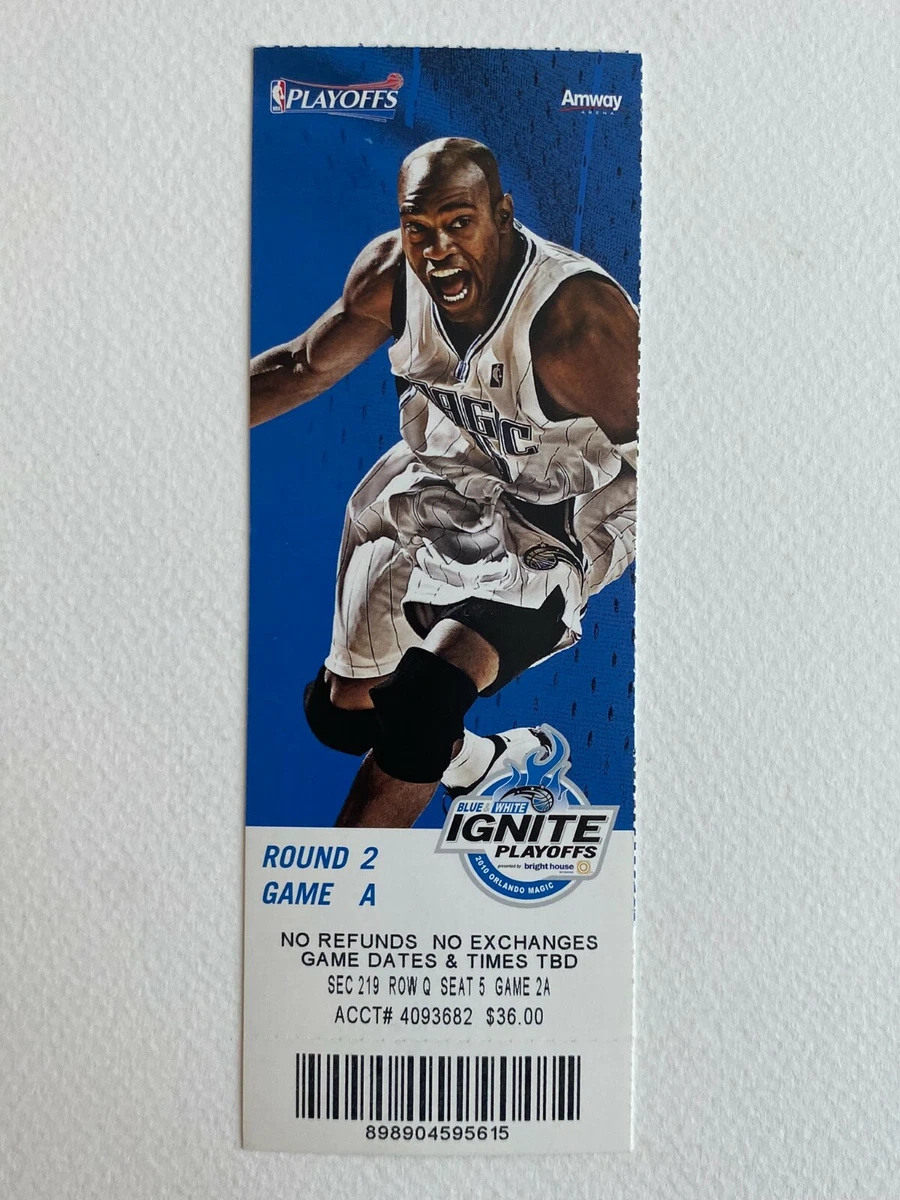 PLAYOFFS
NBA
Amway
ARENA
MAGIC
BLUE & WHITE
IGNITE
PLAYOFFS
presented by bright house
2010 ORLANDO MAGIC
ROUND 2
GAME A
NO REFUNDS NO EXCHANGES
GAME DATES & TIMES TBD
SEC 219 ROW Q SEAT 5 GAME 2A
ACCT# 4093682 $36.00
898904595615